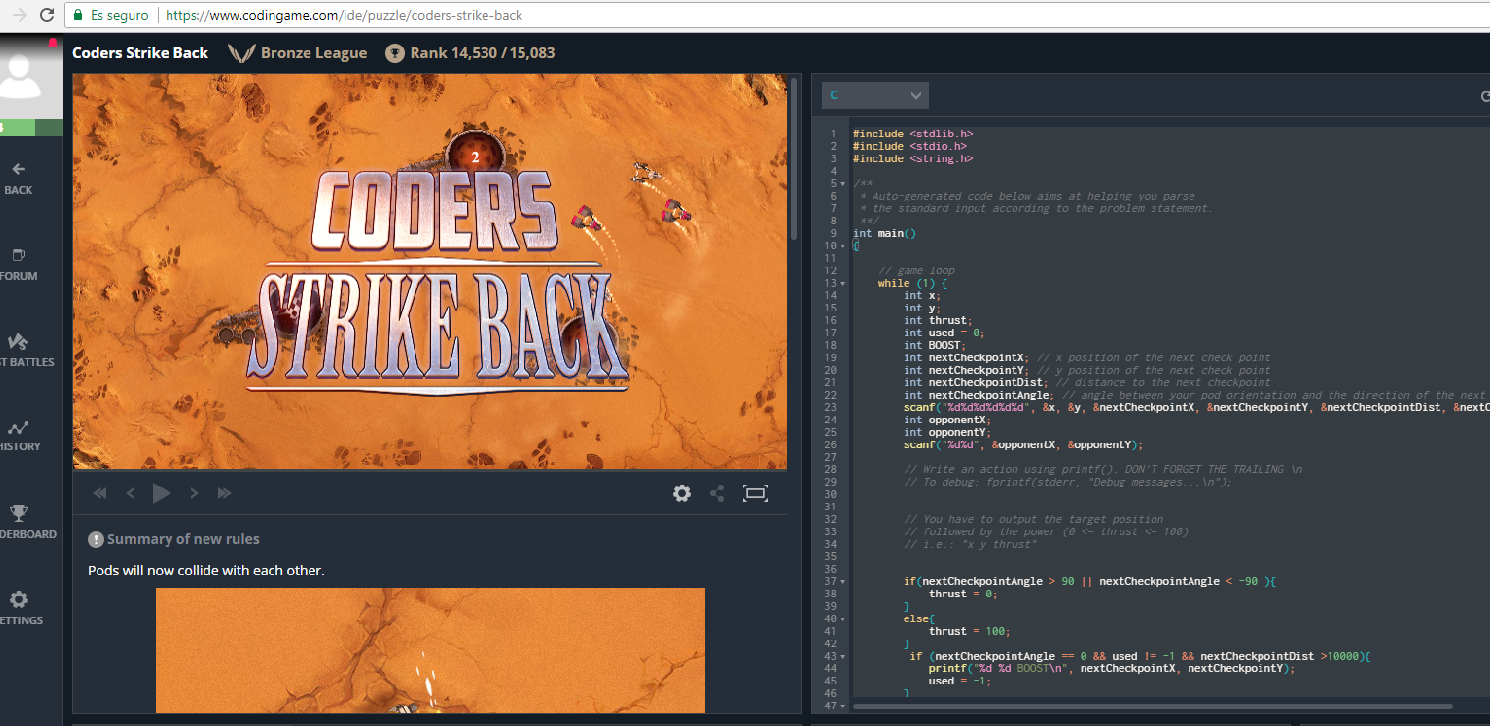 Es seguro https://www.codingame.com/ide/puzzle/coders-strike-back
Coders Strike Back Bronze League Rank 14,530 / 15,083
4
BACK
FORUM
ST BATTLES
HISTORY
DERBOARD
ETTINGS
2
CODERS
STRIKE BACK
Summary of new rules
Pods will now collide with each other.
C
1 #include <stdlib.h>
2 #include <stdio.h>
3 #include <string.h>
4
5 /**
6 * Auto-generated code below aims at helping you parse
7 * the standard input according to the problem statement.
8 **/
9 int main()
10 {
11
12 // game loop
13 while (1) {
14 int x;
15 int y;
16 int thrust;
17 int used = 0;
18 int BOOST;
19 int nextCheckpointX; // x position of the next check point
20 int nextCheckpointY; // y position of the next check point
21 int nextCheckpointDist; // distance to the next checkpoint
22 int nextCheckpointAngle; // angle between your pod orientation and the direction of the next
23 scanf("%d%d%d%d%d%d", &x, &y, &nextCheckpointX, &nextCheckpointY, &nextCheckpointDist, &nextC
24 int opponentX;
25 int opponentY;
26 scanf("%d%d", &opponentX, &opponentY);
27
28 // Write an action using printf(). DON'T FORGET THE TRAILING \n
29 // To debug: fprintf(stderr, "Debug messages...\n");
30
31
32 // You have to output the target position
33 // followed by the power (0 <= thrust <= 100)
34 // i.e.: "x y thrust"
35
36
37 if(nextCheckpointAngle > 90 || nextCheckpointAngle < -90 ){
38 thrust = 0;
39 }
40 else{
41 thrust = 100;
42 }
43 if (nextCheckpointAngle == 0 && used != -1 && nextCheckpointDist >10000){
44 printf("%d %d BOOST\n", nextCheckpointX, nextCheckpointY);
45 used = -1;
46 }
47